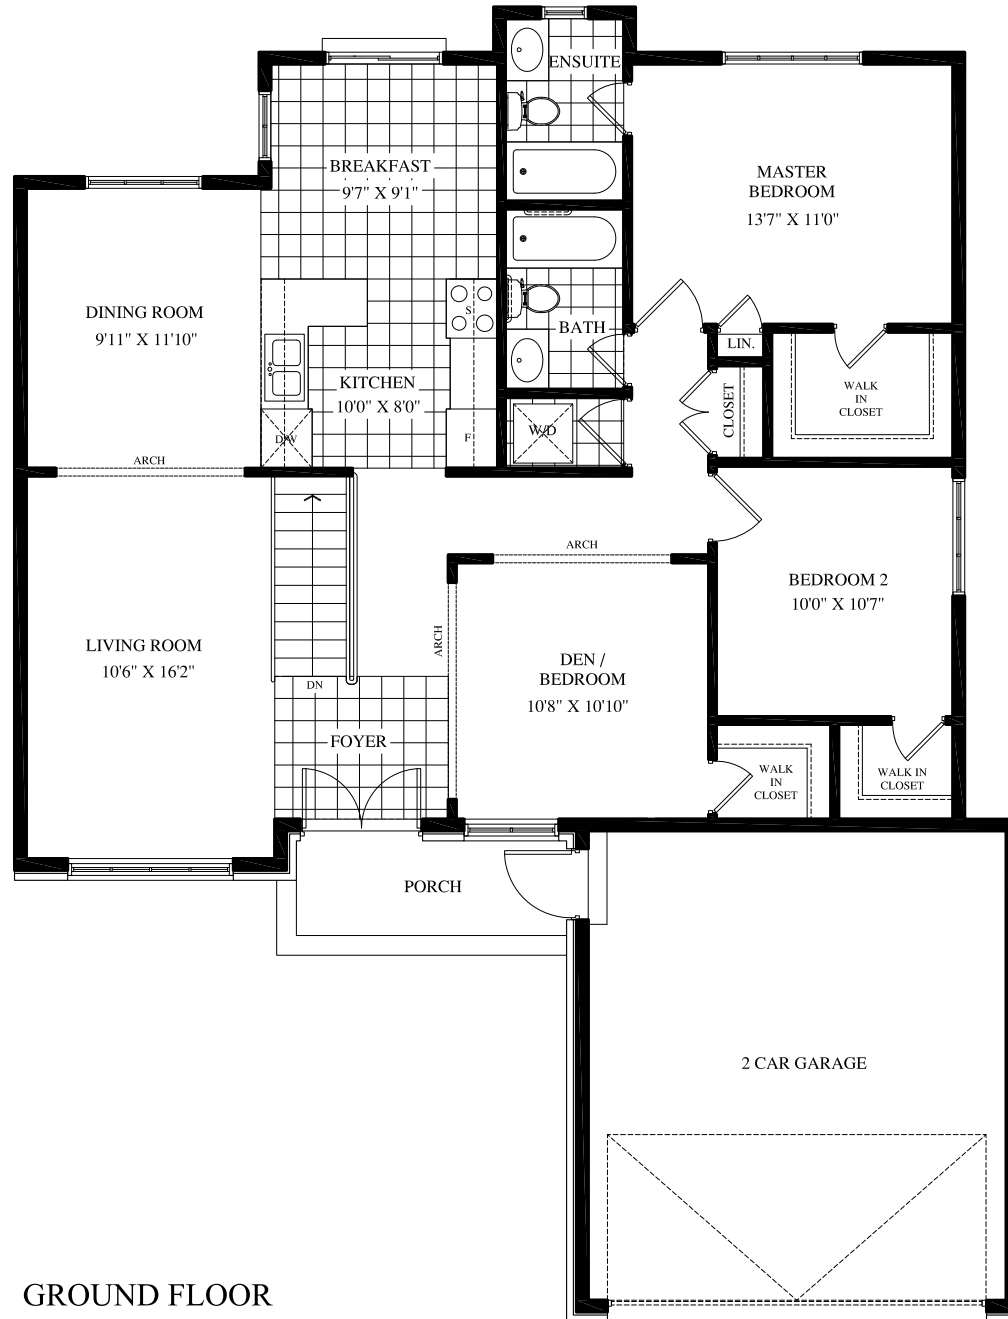 ENSUITE
BREAKFAST
9'7" X 9'1"
MASTER
BEDROOM
13'7" X 11'0"
DINING ROOM
9'11" X 11'10"
S
BATH
LIN.
KITCHEN
10'0" X 8'0"
CLOSET
WALK
IN
CLOSET
D/W
F
W/D
ARCH
ARCH
BEDROOM 2
10'0" X 10'7"
LIVING ROOM
10'6" X 16'2"
ARCH
DEN /
BEDROOM
10'8" X 10'10"
DN
FOYER
WALK
IN
CLOSET
WALK IN
CLOSET
PORCH
2 CAR GARAGE
GROUND FLOOR